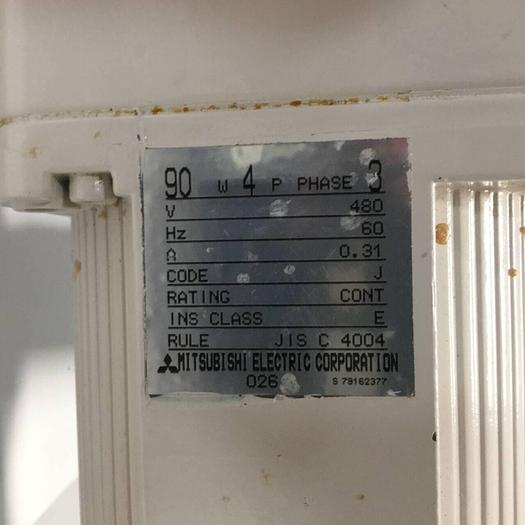 90 W 4 P PHASE 3
V 480
Hz 60
A 0.31
CODE J
RATING CONT
INS CLASS E
RULE JIS C 4004
MITSUBISHI ELECTRIC CORPORATION
026 S 79162377